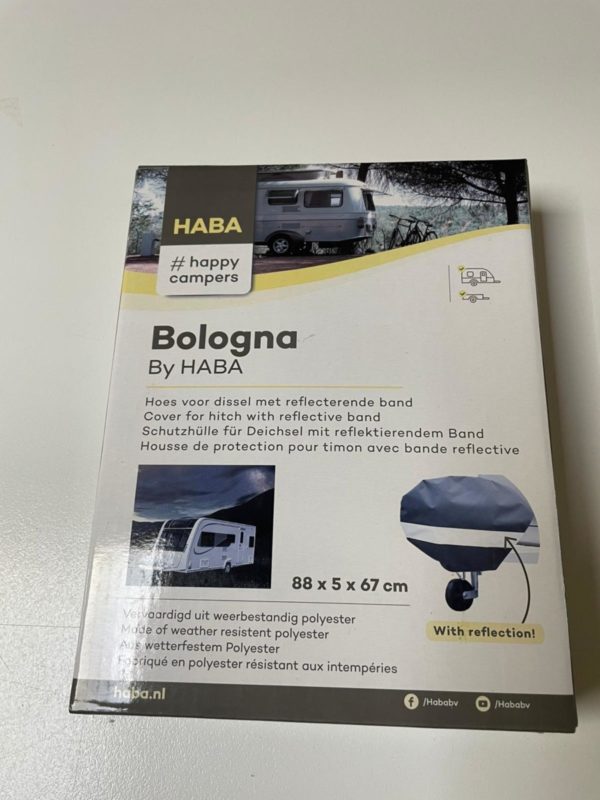 HABA
# happy
campers
Bologna
By HABA
Hoes voor dissel met reflecterende band
Cover for hitch with reflective band
Schutzhülle für Deichsel mit reflektierendem Band
Housse de protection pour timon avec bande reflective
88 x 5 x 67 cm
With reflection!
Vervaardigd uit weerbestandig polyester
Made of weather resistent polyester
Aus wetterfestem Polyester
Fabriqué en polyester résistant aux intempéries
haba.nl
/Hababv
/Hababv